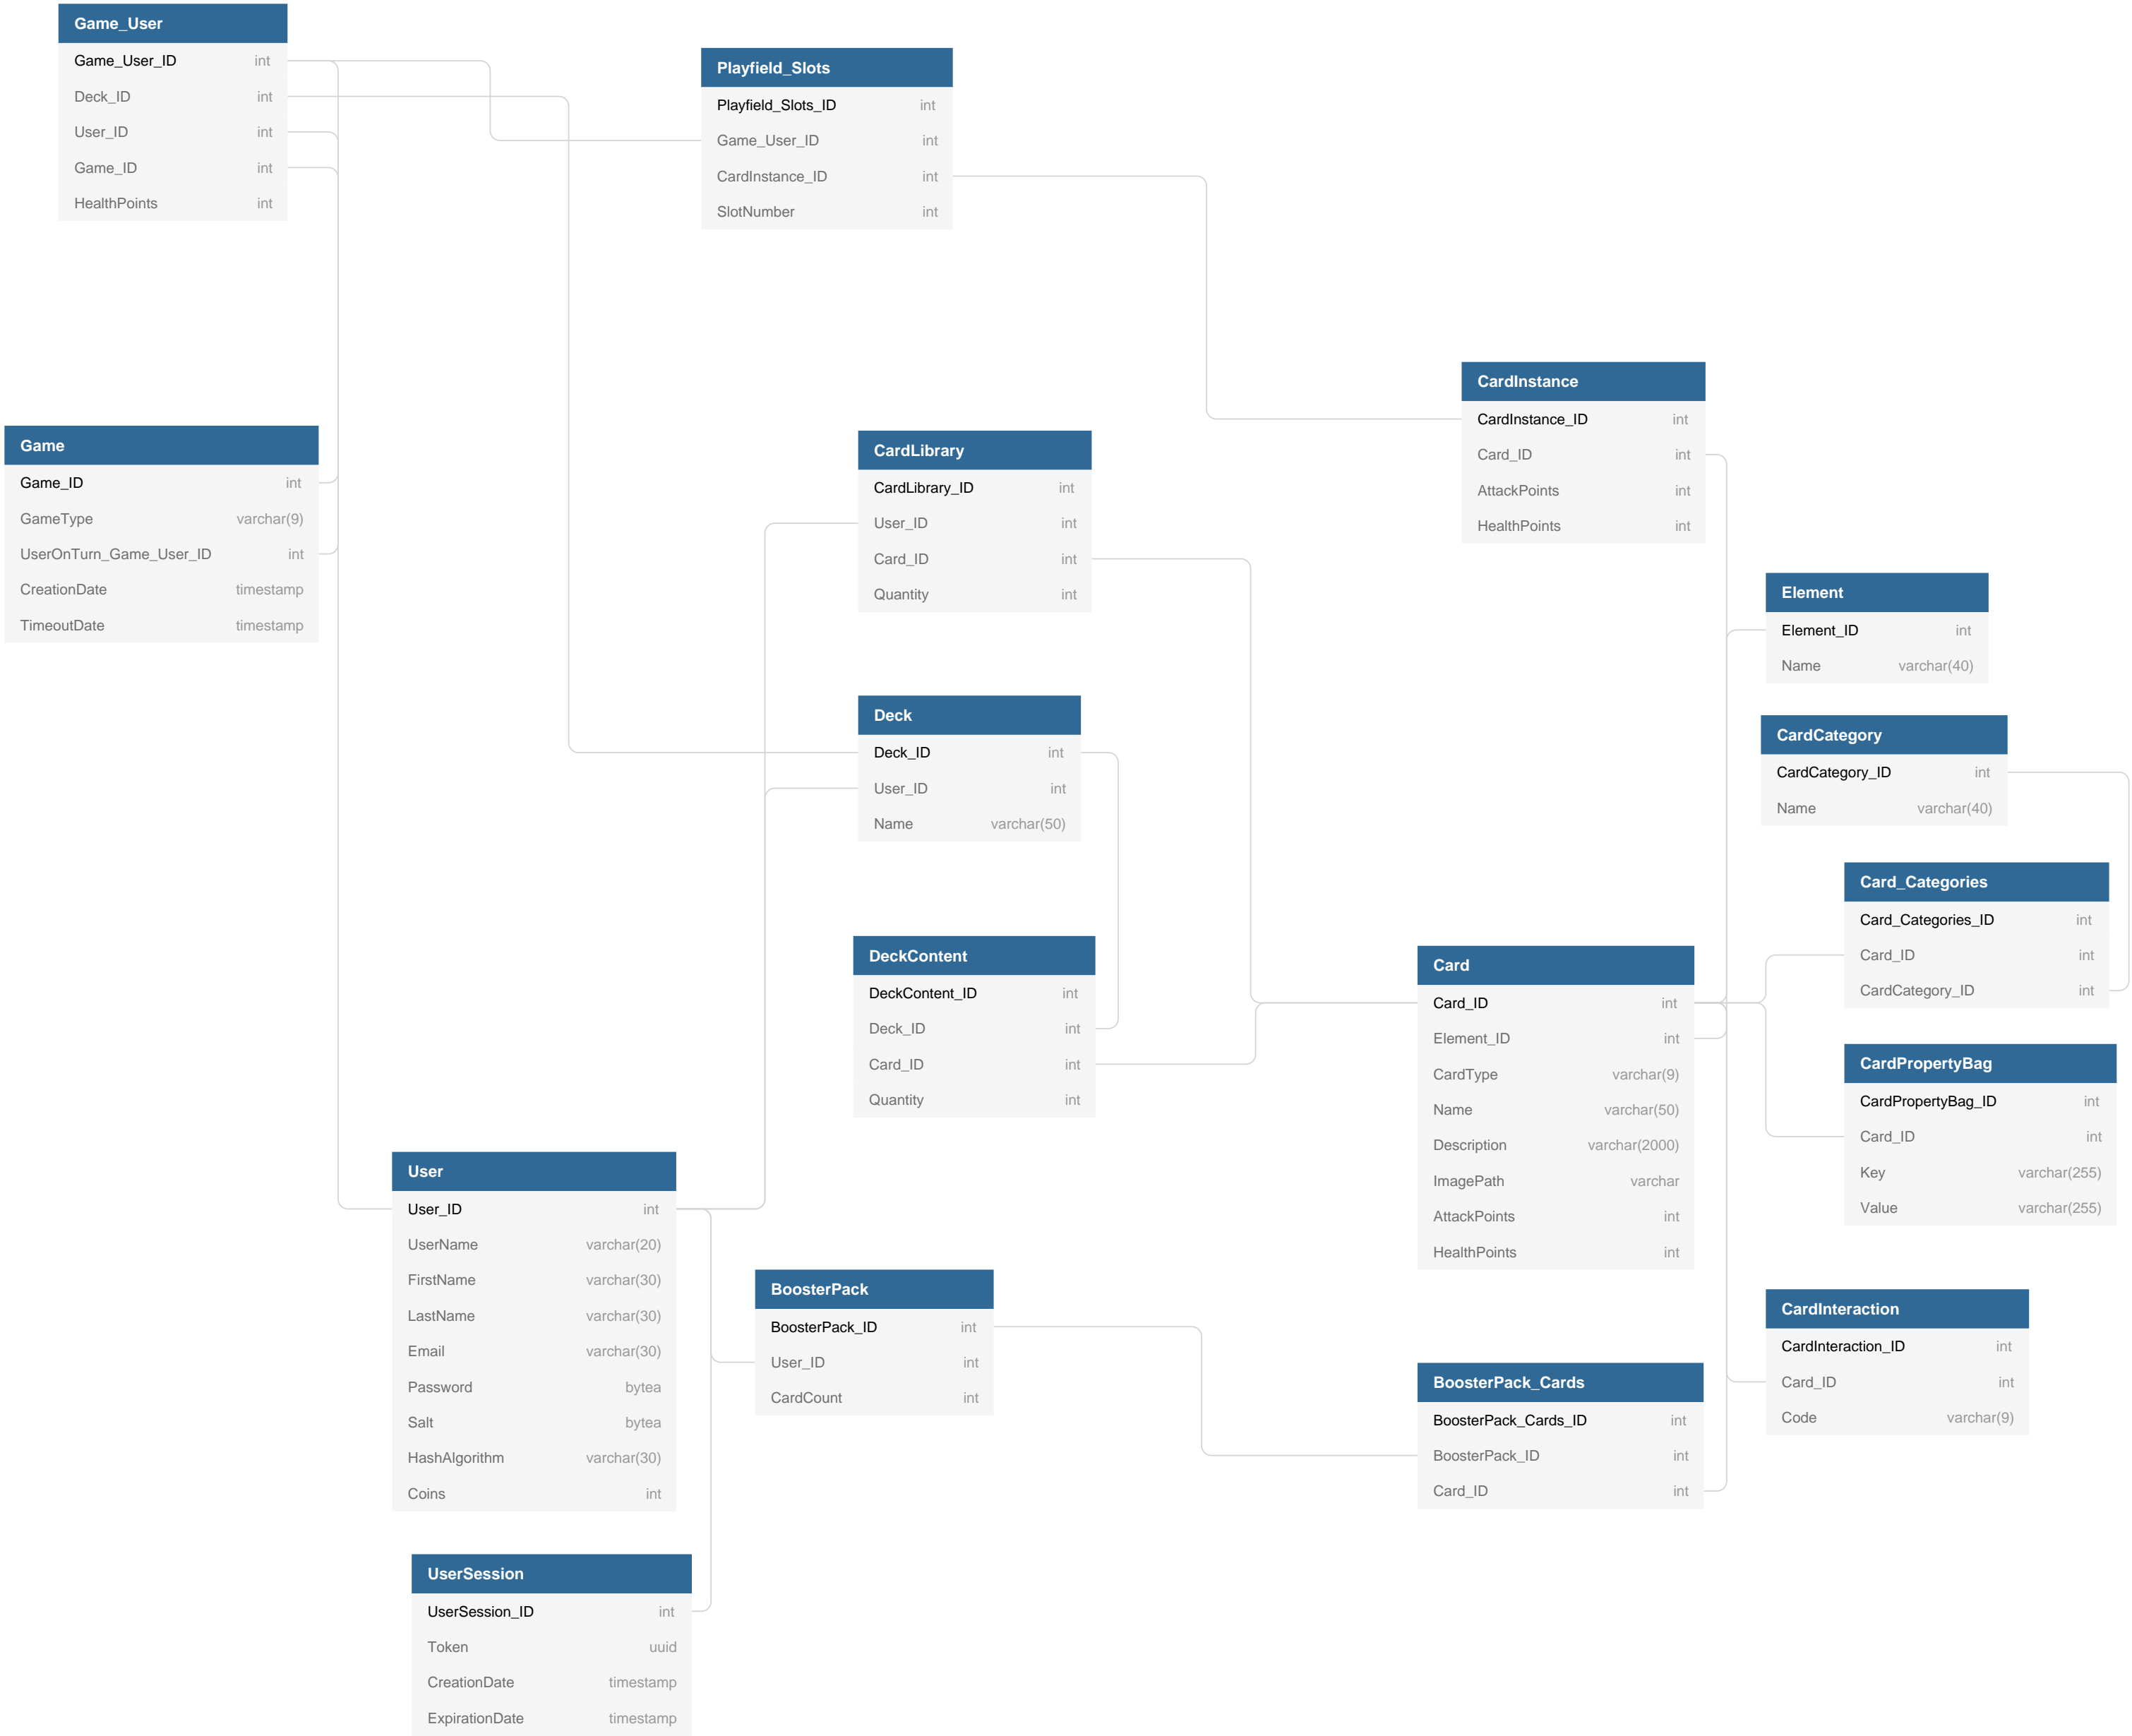 Game_User
Game_User_ID int
Deck_ID int
User_ID int
Game_ID int
HealthPoints int
Playfield_Slots
Playfield_Slots_ID int
Game_User_ID int
CardInstance_ID int
SlotNumber int
CardInstance
CardInstance_ID int
Card_ID int
AttackPoints int
HealthPoints int
Game
Game_ID int
GameType varchar(9)
UserOnTurn_Game_User_ID int
CreationDate timestamp
TimeoutDate timestamp
CardLibrary
CardLibrary_ID int
User_ID int
Card_ID int
Quantity int
Element
Element_ID int
Name varchar(40)
Deck
Deck_ID int
User_ID int
Name varchar(50)
CardCategory
CardCategory_ID int
Name varchar(40)
Card_Categories
Card_Categories_ID int
Card_ID int
CardCategory_ID int
DeckContent
DeckContent_ID int
Deck_ID int
Card_ID int
Quantity int
Card
Card_ID int
Element_ID int
CardType varchar(9)
Name varchar(50)
Description varchar(2000)
ImagePath varchar
AttackPoints int
HealthPoints int
CardPropertyBag
CardPropertyBag_ID int
Card_ID int
Key varchar(255)
Value varchar(255)
User
User_ID int
UserName varchar(20)
FirstName varchar(30)
LastName varchar(30)
Email varchar(30)
Password bytea
Salt bytea
HashAlgorithm varchar(30)
Coins int
BoosterPack
BoosterPack_ID int
User_ID int
CardCount int
CardInteraction
CardInteraction_ID int
Card_ID int
Code varchar(9)
BoosterPack_Cards
BoosterPack_Cards_ID int
BoosterPack_ID int
Card_ID int
UserSession
UserSession_ID int
Token uuid
CreationDate timestamp
ExpirationDate timestamp